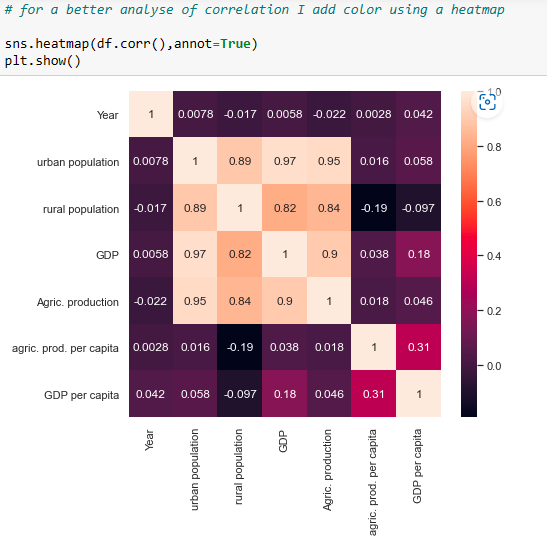 # for a better analyse of correlation I add color using a heatmap
sns.heatmap(df.corr(),annot=True)
plt.show()
Year 1 0.0078 -0.017 0.0058 -0.022 0.0028 0.042
urban population 0.0078 1 0.89 0.97 0.95 0.016 0.058
rural population -0.017 0.89 1 0.82 0.84 -0.19 -0.097
GDP 0.0058 0.97 0.82 1 0.9 0.038 0.18
Agric. production -0.022 0.95 0.84 0.9 1 0.018 0.046
agric. prod. per capita 0.0028 0.016 -0.19 0.038 0.018 1 0.31
GDP per capita 0.042 0.058 -0.097 0.18 0.046 0.31 1
Year
urban population
rural population
GDP
Agric. production
agric. prod. per capita
GDP per capita
1.0
0.8
0.6
0.4
0.2
0.0